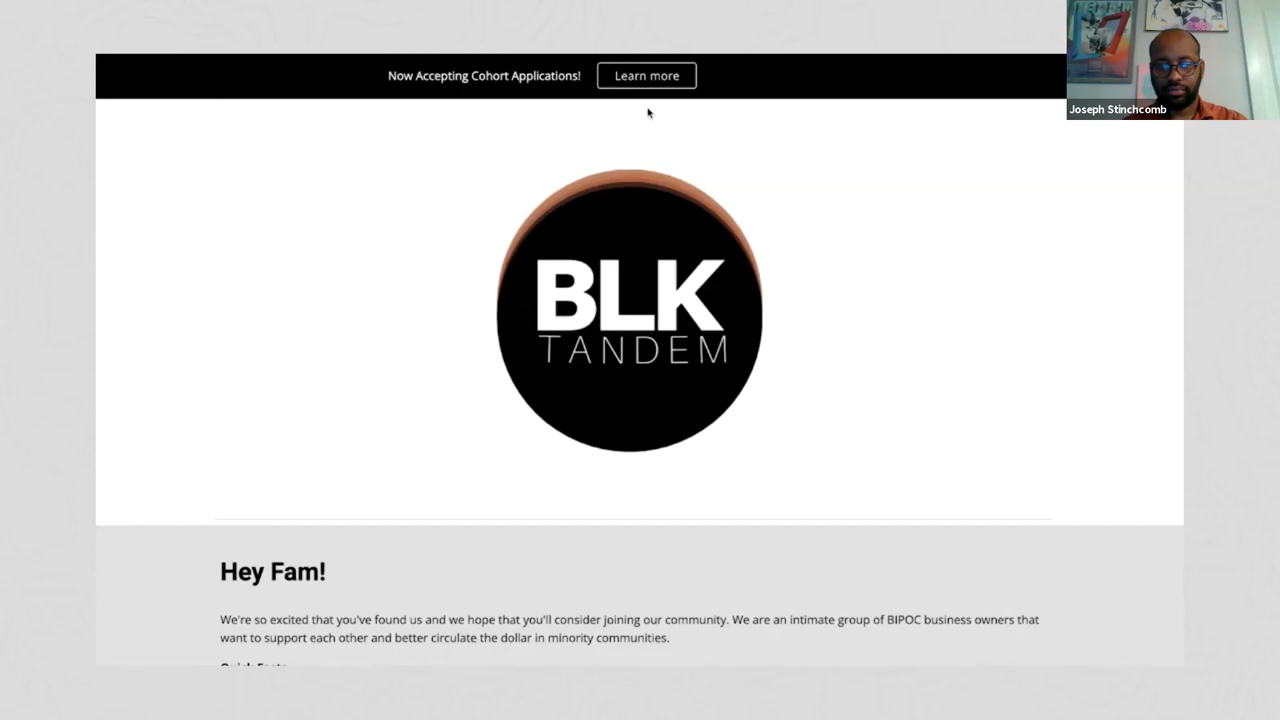 Now Accepting Cohort Applications!
Learn more
Joseph Stinchcomb
BLK
TANDEM
Hey Fam!
We're so excited that you've found us and we hope that you'll consider joining our community. We are an intimate group of BIPOC business owners that
want to support each other and better circulate the dollar in minority communities.